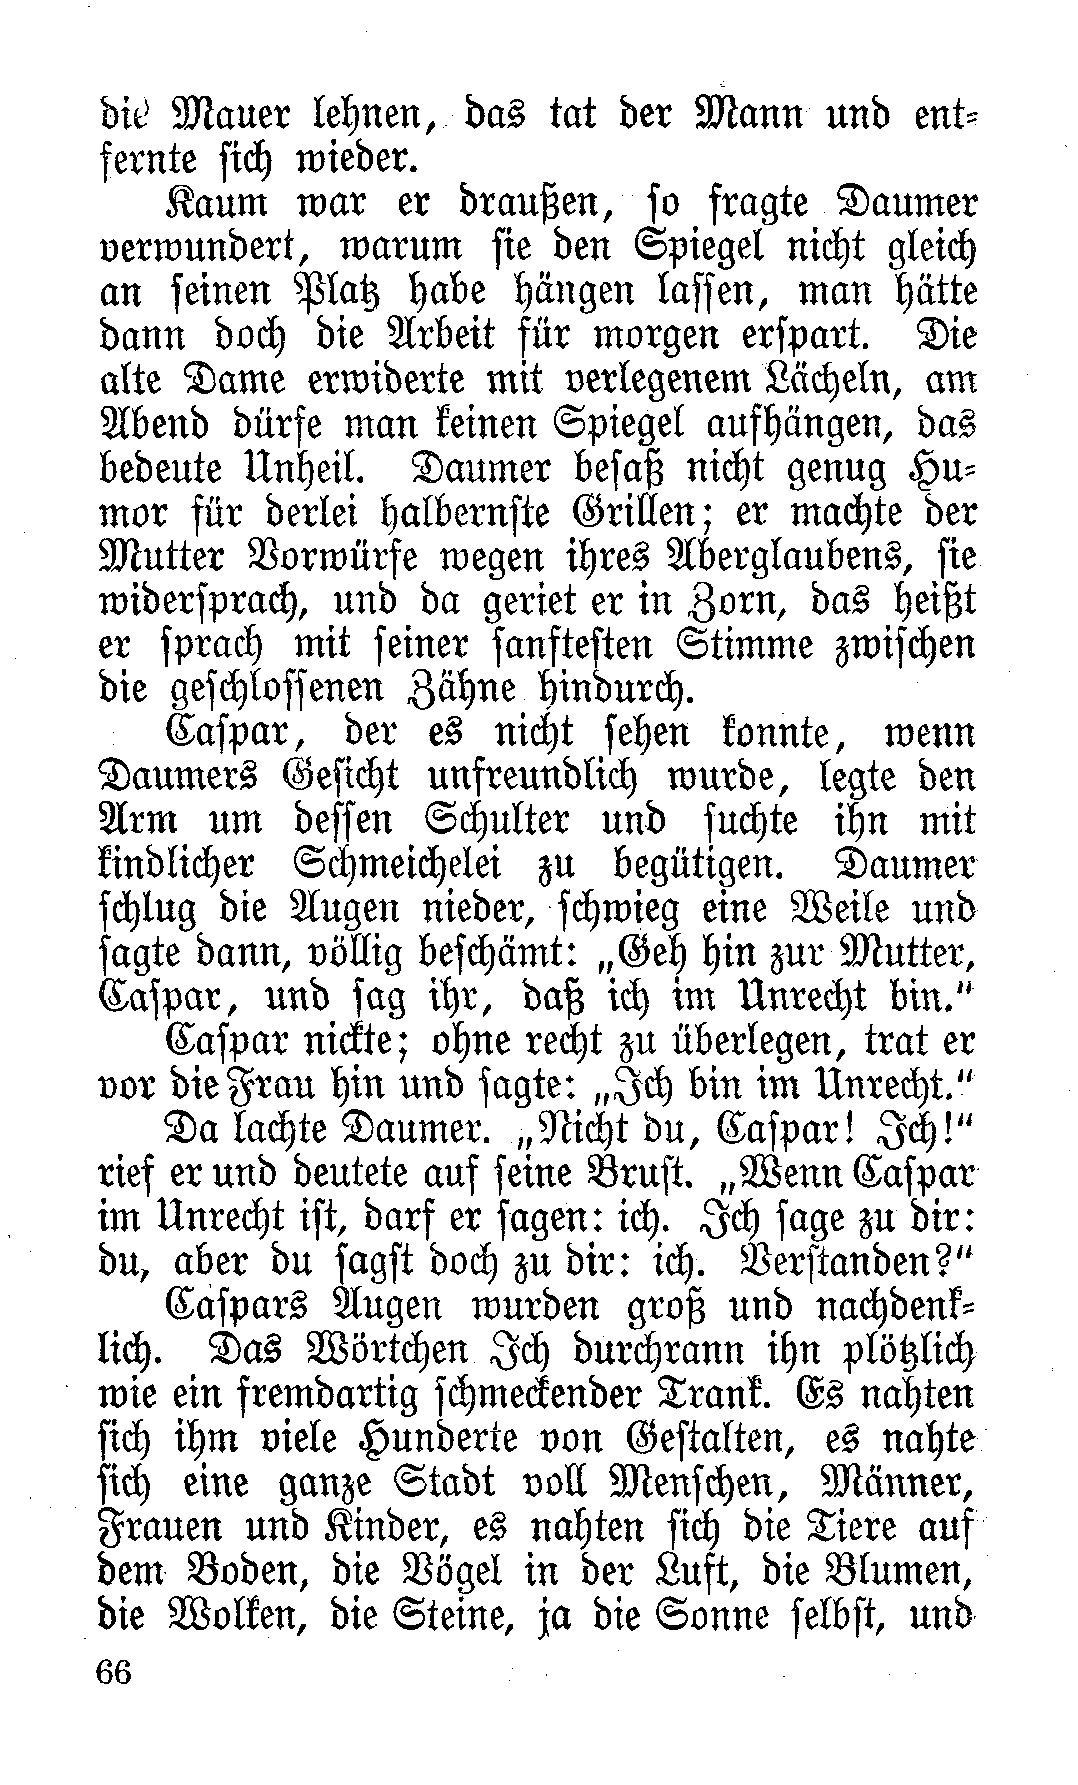 die Mauer lehnen, das tat der Mann und ent-
fernte sich wieder.
Kaum war er draußen, so fragte Daumer
verwundert, warum sie den Spiegel nicht gleich
an seinen Platz habe hängen lassen, man hätte
dann doch die Arbeit für morgen erspart. Die
alte Dame erwiderte mit verlegenem Lächeln, am
Abend dürfe man keinen Spiegel aufhängen, das
bedeute Unheil. Daumer besaß nicht genug Hu-
mor für derlei halbernste Grillen; er machte der
Mutter Vorwürfe wegen ihres Aberglaubens, sie
widersprach, und da geriet er in Zorn, das heißt
er sprach mit seiner sanftesten Stimme zwischen
die geschlossenen Zähne hindurch.
Caspar, der es nicht sehen konnte, wenn
Daumers Gesicht unfreundlich wurde, legte den
Arm um dessen Schulter und suchte ihn mit
kindlicher Schmeichelei zu begütigen. Daumer
schlug die Augen nieder, schwieg eine Weile und
sagte dann, völlig beschämt: „Geh hin zur Mutter,
Caspar, und sag ihr, daß ich im Unrecht bin.“
Caspar nickte; ohne recht zu überlegen, trat er
vor die Frau hin und sagte: „Ich bin im Unrecht.“
Da lachte Daumer. „Nicht du, Caspar! Ich!“
rief er und deutete auf seine Brust. „Wenn Caspar
im Unrecht ist, darf er sagen: ich. Ich sage zu dir:
du, aber du sagst doch zu dir: ich. Verstanden?“
Caspars Augen wurden groß und nachdenk-
lich. Das Wörtchen Ich durchrann ihn plötzlich
wie ein fremdartig schmeckender Trank. Es nahten
sich ihm viele Hunderte von Gestalten, es nahte
sich eine ganze Stadt voll Menschen, Männer,
Frauen und Kinder, es nahten sich die Tiere auf
dem Boden, die Vögel in der Luft, die Blumen,
die Wolken, die Steine, ja die Sonne selbst, und
66